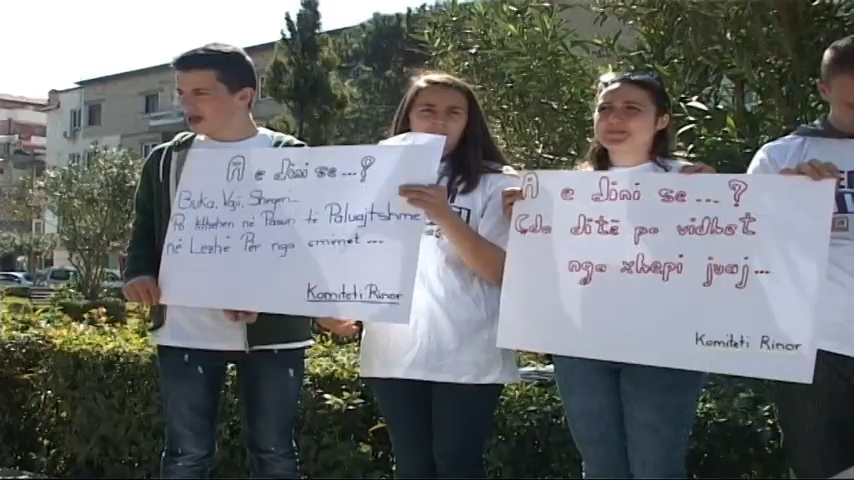 A e dini se...?
Buka, Vaji, Sheqeri...
Po kthehen në Pasuri të Paluajtshme
në Lezhë Për nga çmimet...
Komiteti Rinor
A e dini se...?
Çdo ditë po vidhet
nga xhepi juaj...
Komiteti Rinor